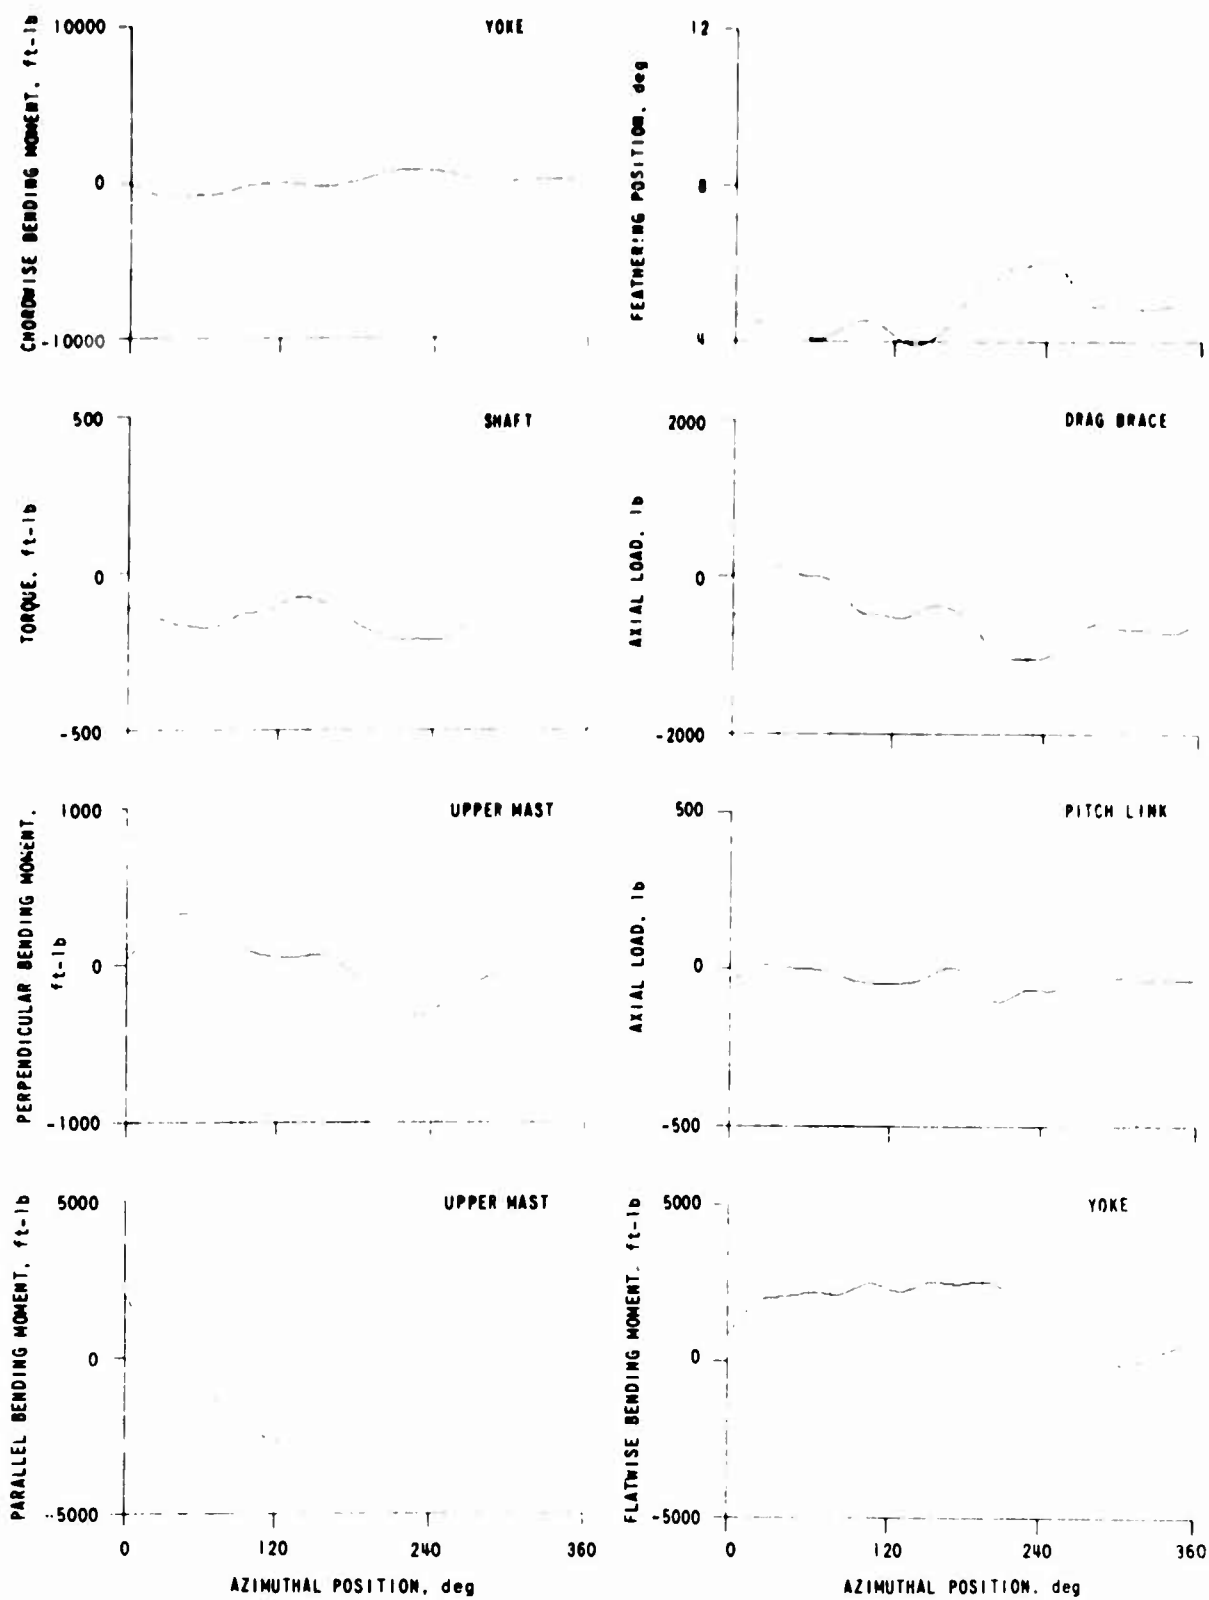 YOKE
CHORDWISE BENDING MOMENT, ft-lb
10000
0
-10000
FEATHERING POSITION, deg
12
8
4
SHAFT
TORQUE, ft-lb
500
0
-500
DRAG BRACE
AXIAL LOAD, lb
2000
0
-2000
UPPER MAST
PERPENDICULAR BENDING MOMENT,
ft-lb
1000
0
-1000
PITCH LINK
AXIAL LOAD, lb
500
0
-500
UPPER MAST
PARALLEL BENDING MOMENT, ft-lb
5000
0
-5000
0 120 240 360
AZIMUTHAL POSITION, deg
YOKE
FLATWISE BENDING MOMENT, ft-lb
5000
0
-5000
0 120 240 360
AZIMUTHAL POSITION, deg